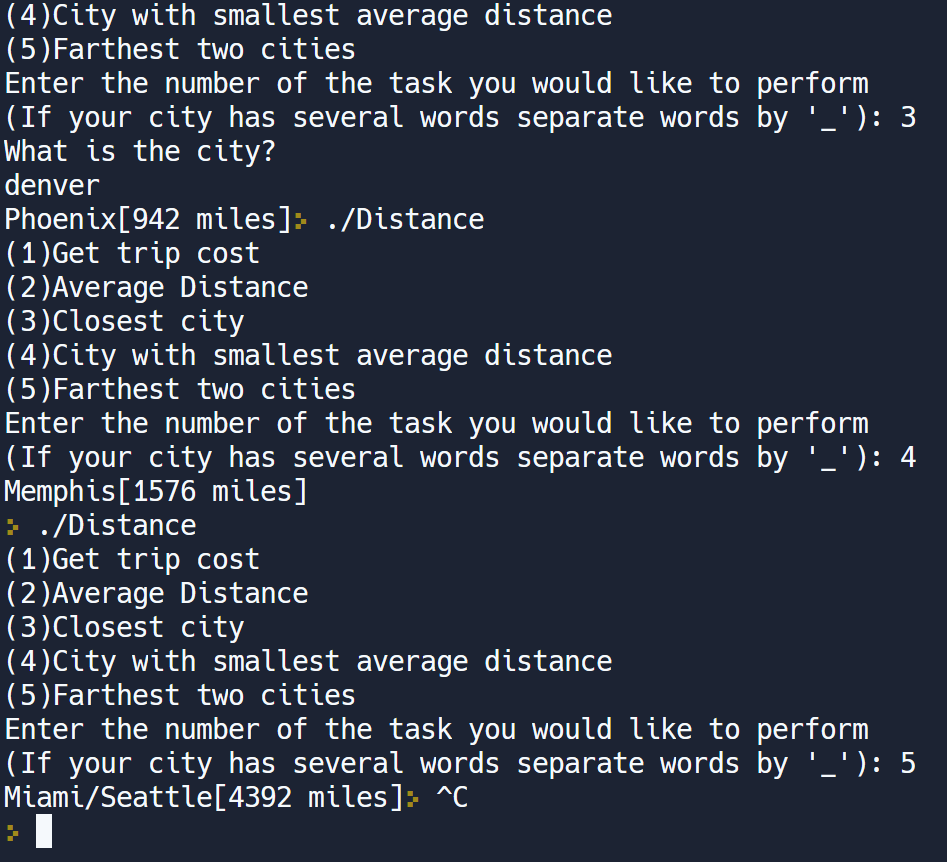 (4)City with smallest average distance
(5)Farthest two cities
Enter the number of the task you would like to perform
(If your city has several words separate words by '_'): 3
What is the city?
denver
Phoenix[942 miles]> ./Distance
(1)Get trip cost
(2)Average Distance
(3)Closest city
(4)City with smallest average distance
(5)Farthest two cities
Enter the number of the task you would like to perform
(If your city has several words separate words by '_'): 4
Memphis[1576 miles]
> ./Distance
(1)Get trip cost
(2)Average Distance
(3)Closest city
(4)City with smallest average distance
(5)Farthest two cities
Enter the number of the task you would like to perform
(If your city has several words separate words by '_'): 5
Miami/Seattle[4392 miles]> ^C
>